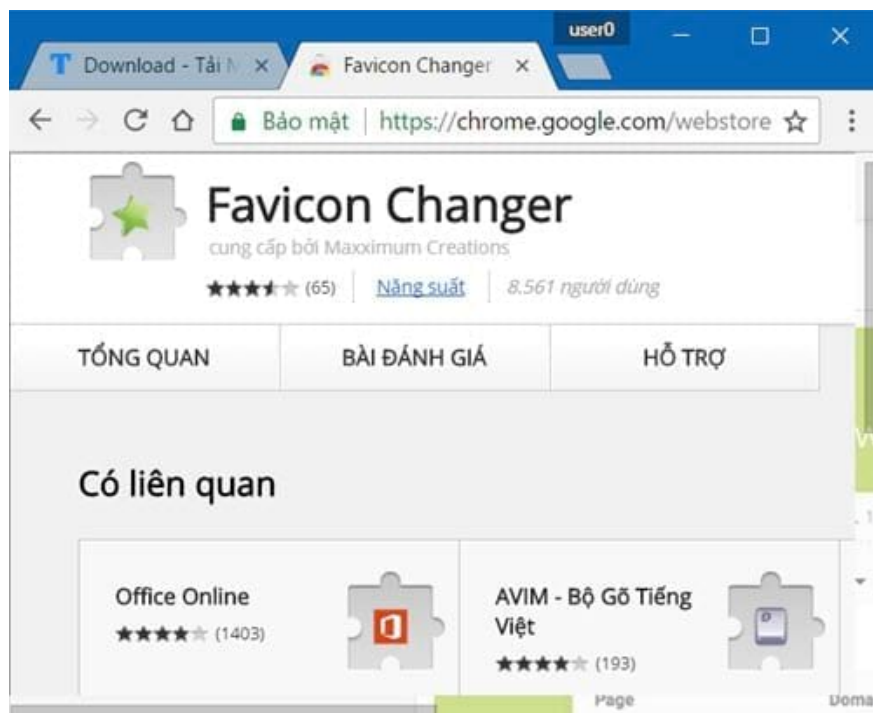 user0
Download - Tải
Favicon Changer
Bảo mật
https://chrome.google.com/webstore
Favicon Changer
cung cấp bởi Maxximum Creations
(65)
Năng suất
8.561 người dùng
TỔNG QUAN
BÀI ĐÁNH GIÁ
HỖ TRỢ
Có liên quan
Office Online
(1403)
AVIM - Bộ Gõ Tiếng
Việt
(193)
Page
Doma